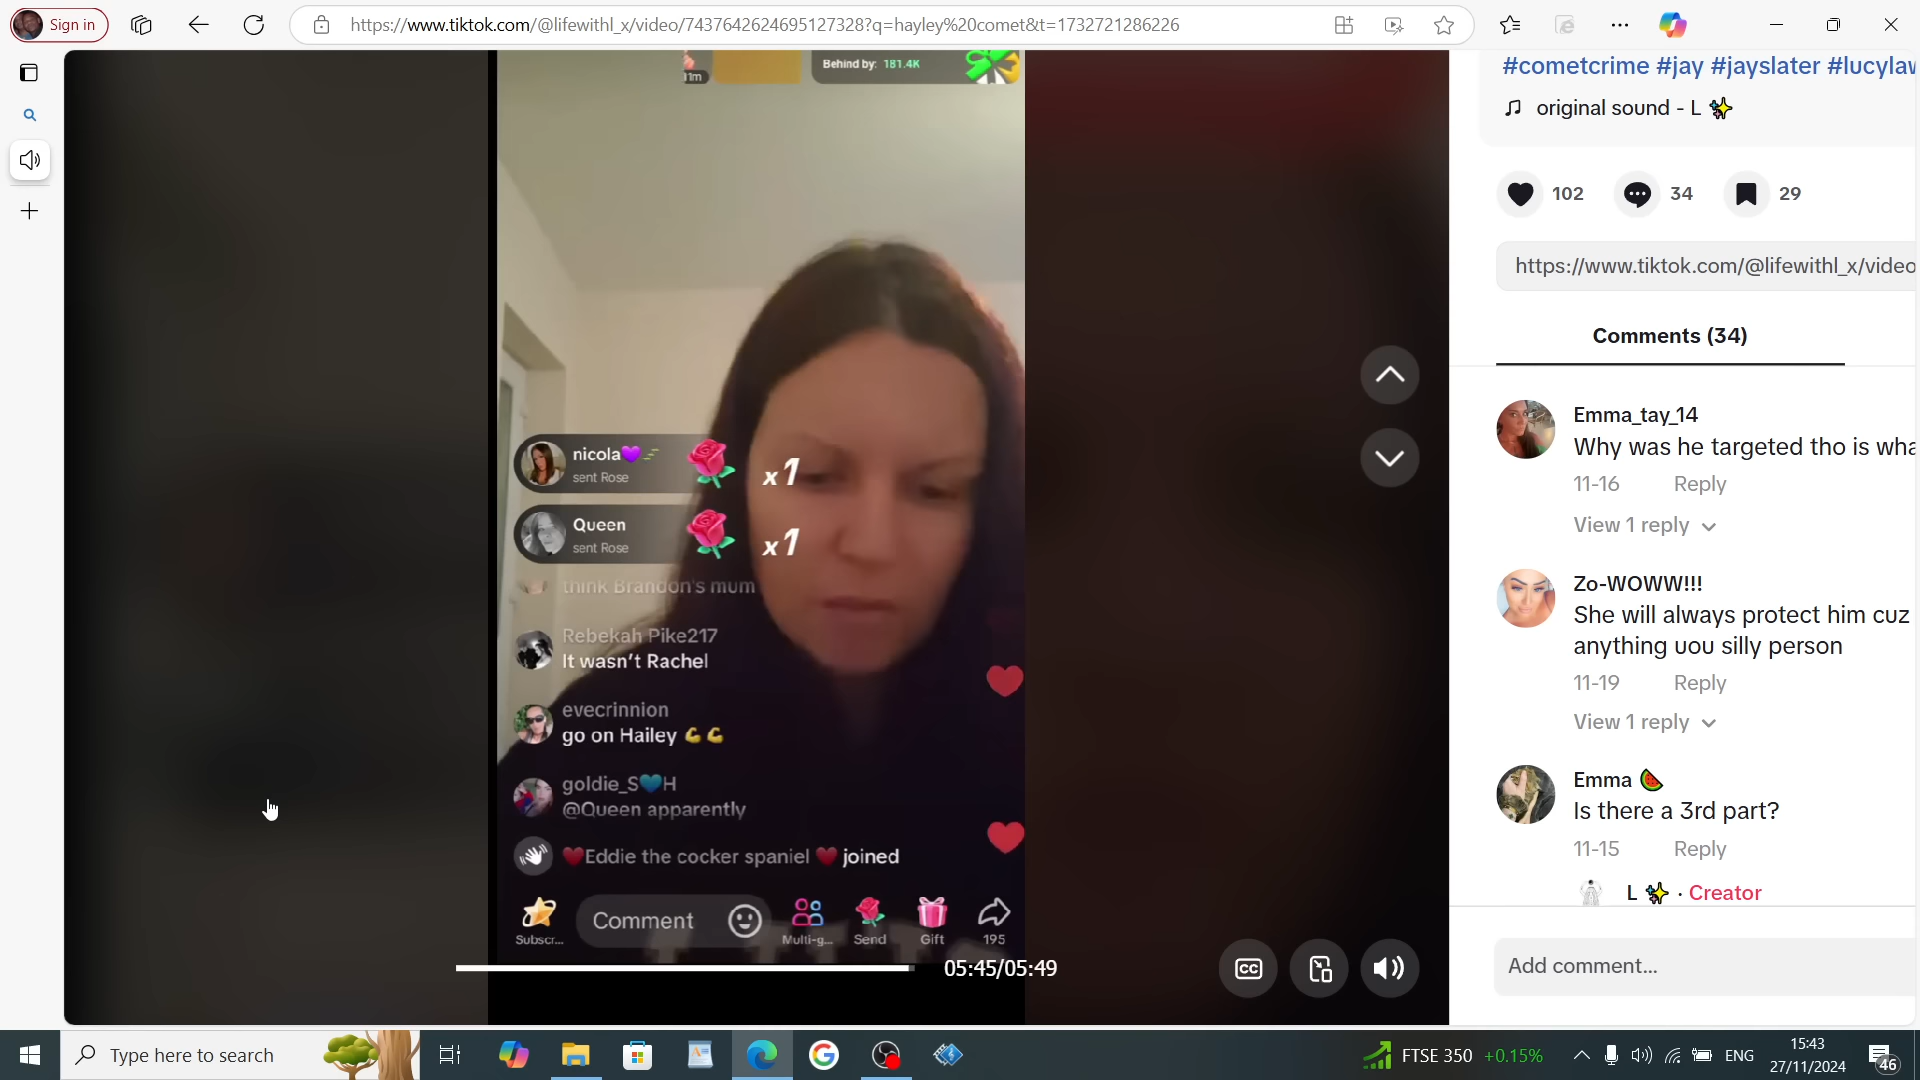 Sign in
https://www.tiktok.com/@lifewithl_x/video/7437642624695127328?q=hayley%20comet&t=1732721286226
11m
Behind by: 181.4K
nicola💜
sent Rose
x1
Queen
sent Rose
x1
think Brandon's mum
Rebekah Pike217
It wasn't Rachel
evecrinnion
go on Hailey 💪💪
goldie_S💙H
@Queen apparently
❤️Eddie the cocker spaniel ❤️ joined
Subscr...
Comment
Multi-g...
Send
Gift
195
05:45/05:49
CC
#cometcrime #jay #jayslater #lucylaw
original sound - L ✨
102
34
29
https://www.tiktok.com/@lifewithl_x/video
Comments (34)
Emma_tay_14
Why was he targeted tho is wha
11-16
Reply
View 1 reply
Zo-WOWW!!!
She will always protect him cuz
anything uou silly person
11-19
Reply
View 1 reply
Emma 🍉
Is there a 3rd part?
11-15
Reply
L ✨ · Creator
Add comment...
Type here to search
FTSE 350 +0.15%
ENG
15:43
27/11/2024
46